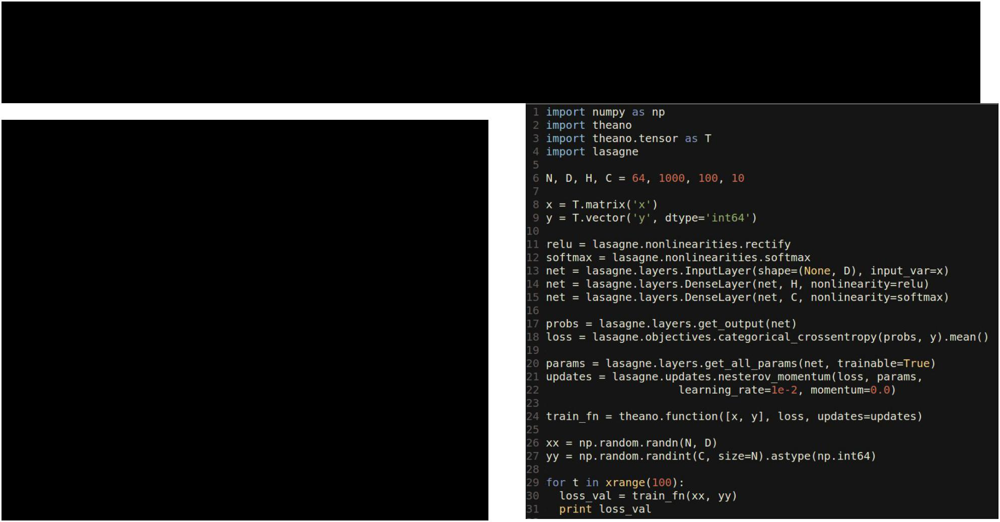 1 import numpy as np
2 import theano
3 import theano.tensor as T
4 import lasagne
5
6 N, D, H, C = 64, 1000, 100, 10
7
8 x = T.matrix('x')
9 y = T.vector('y', dtype='int64')
10
11 relu = lasagne.nonlinearities.rectify
12 softmax = lasagne.nonlinearities.softmax
13 net = lasagne.layers.InputLayer(shape=(None, D), input_var=x)
14 net = lasagne.layers.DenseLayer(net, H, nonlinearity=relu)
15 net = lasagne.layers.DenseLayer(net, C, nonlinearity=softmax)
16
17 probs = lasagne.layers.get_output(net)
18 loss = lasagne.objectives.categorical_crossentropy(probs, y).mean()
19
20 params = lasagne.layers.get_all_params(net, trainable=True)
21 updates = lasagne.updates.nesterov_momentum(loss, params,
22                     learning_rate=1e-2, momentum=0.0)
23
24 train_fn = theano.function([x, y], loss, updates=updates)
25
26 xx = np.random.randn(N, D)
27 yy = np.random.randint(C, size=N).astype(np.int64)
28
29 for t in xrange(100):
30   loss_val = train_fn(xx, yy)
31   print loss_val